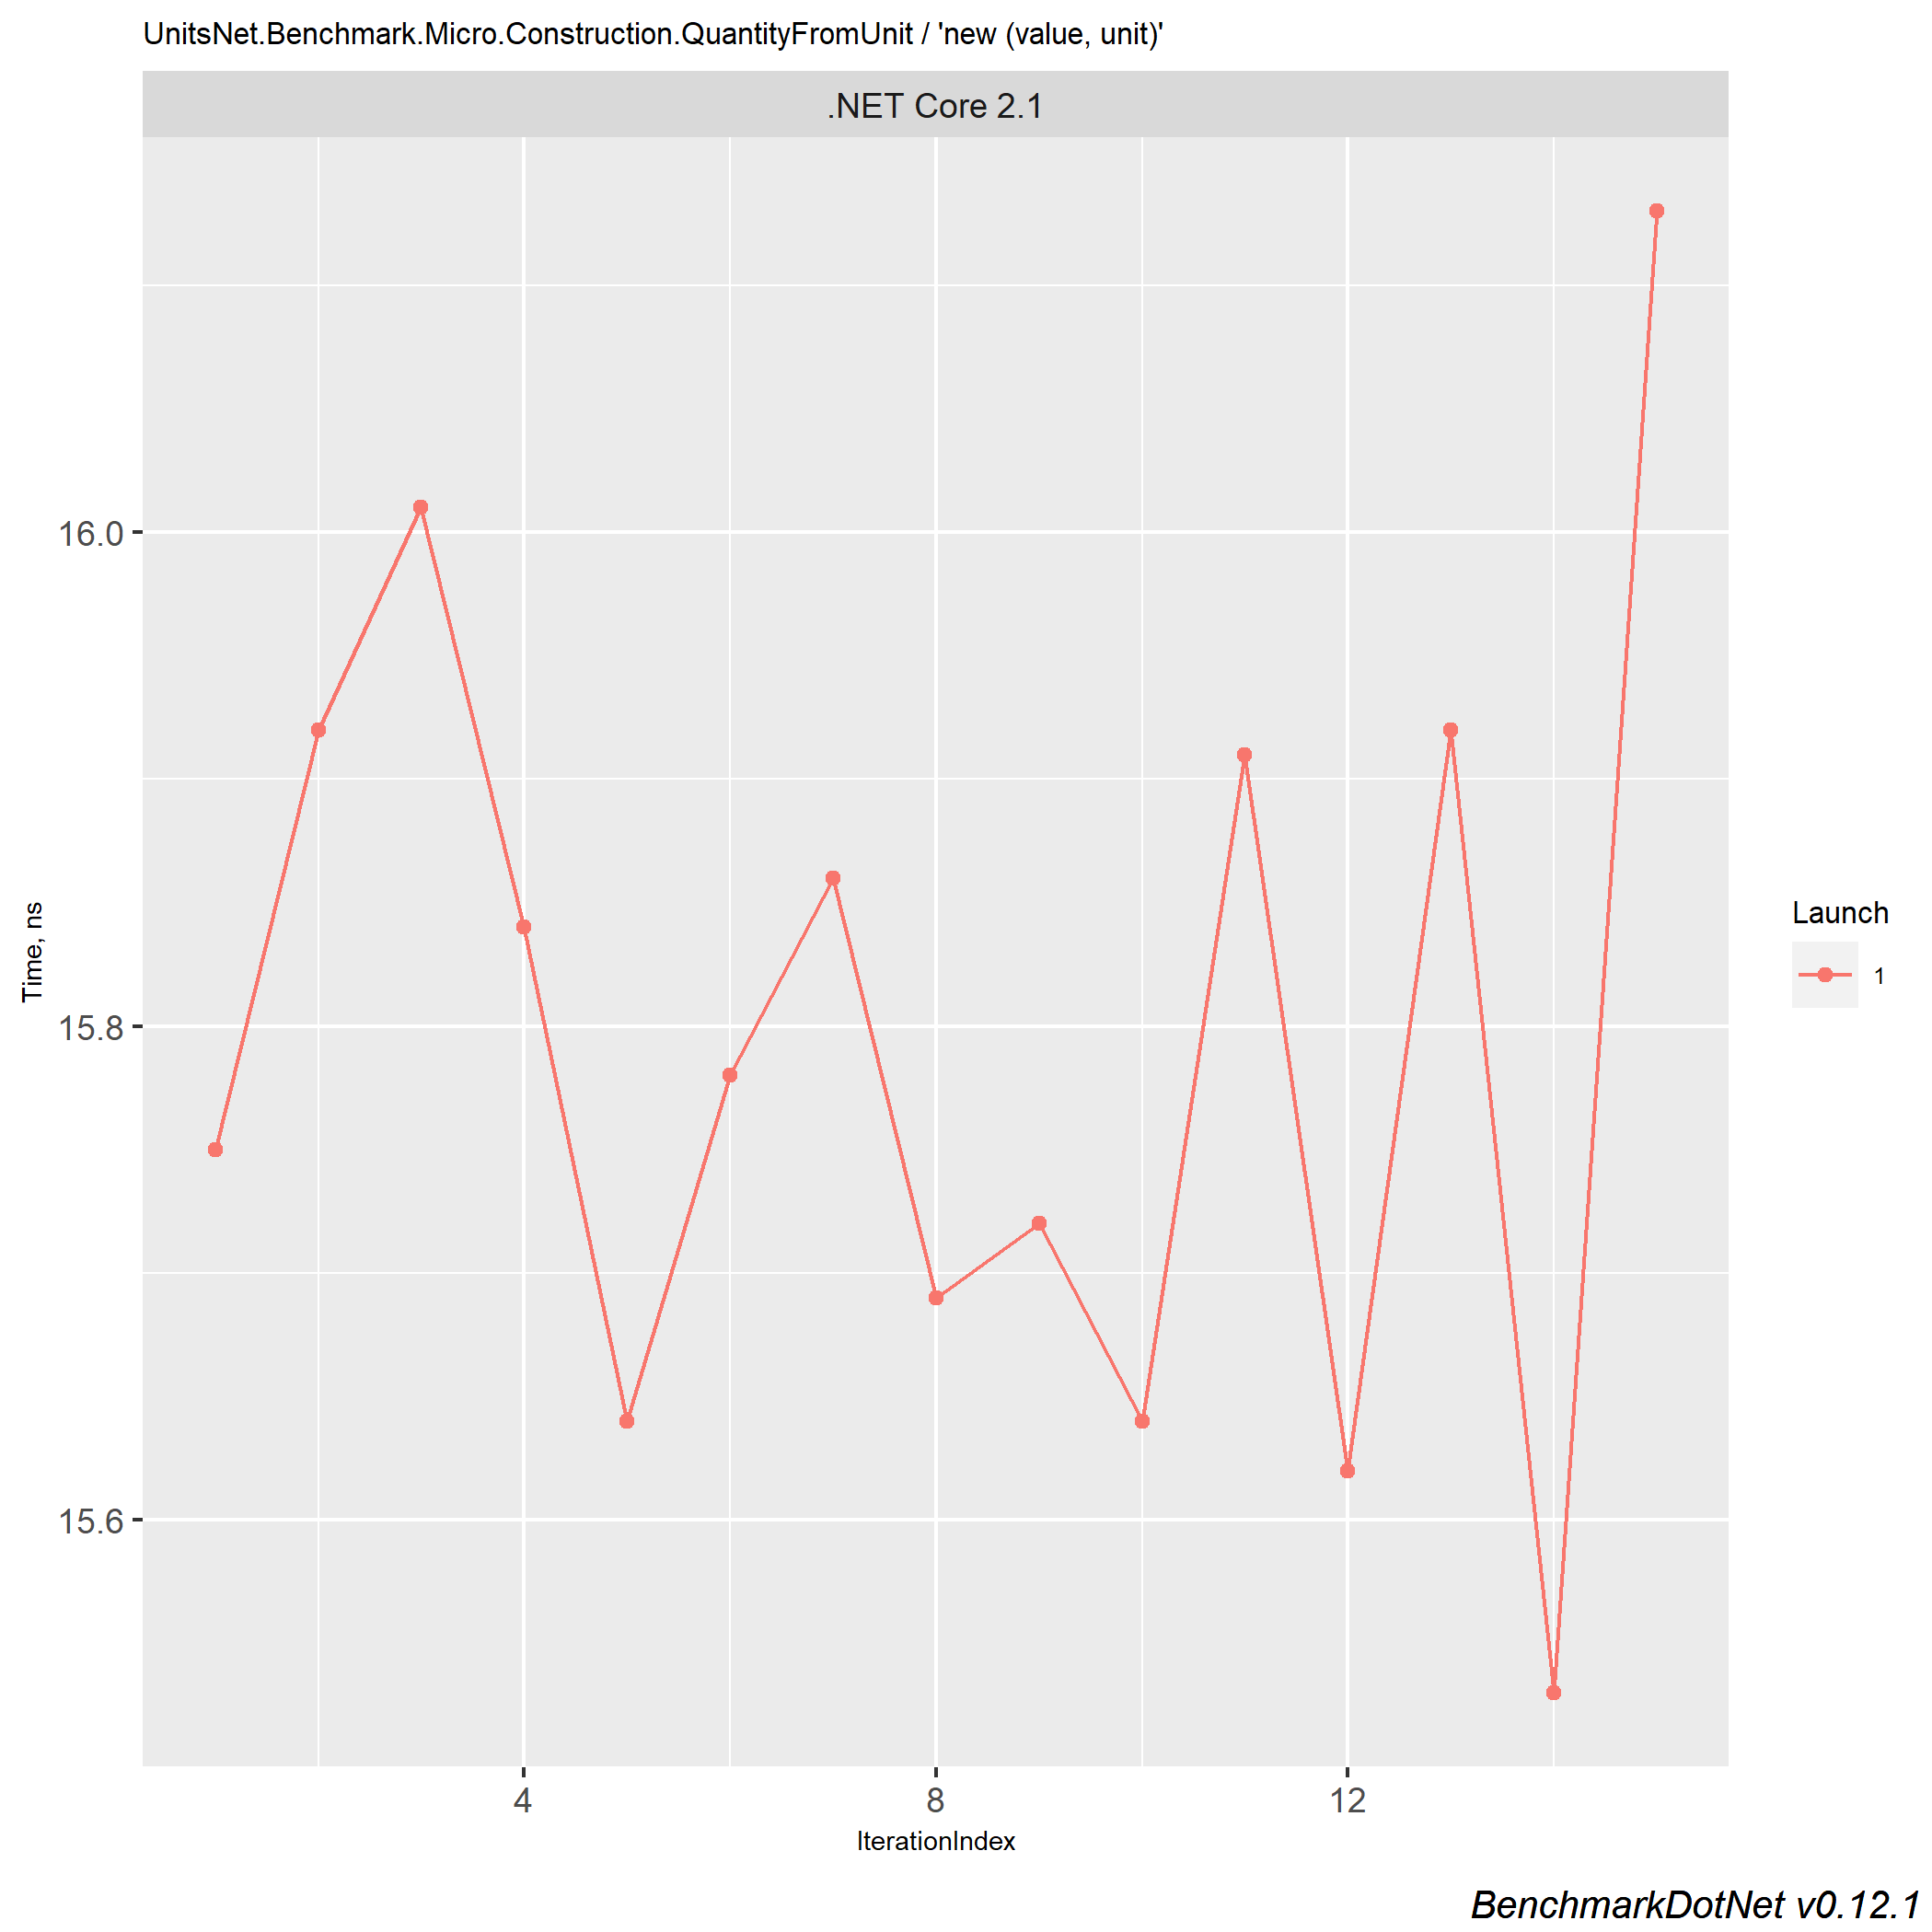 UnitsNet.Benchmark.Micro.Construction.QuantityFromUnit / 'new (value, unit)'
.NET Core 2.1
16.0
15.8
15.6
Time, ns
4 8 12
IterationIndex
Launch
1
BenchmarkDotNet v0.12.1